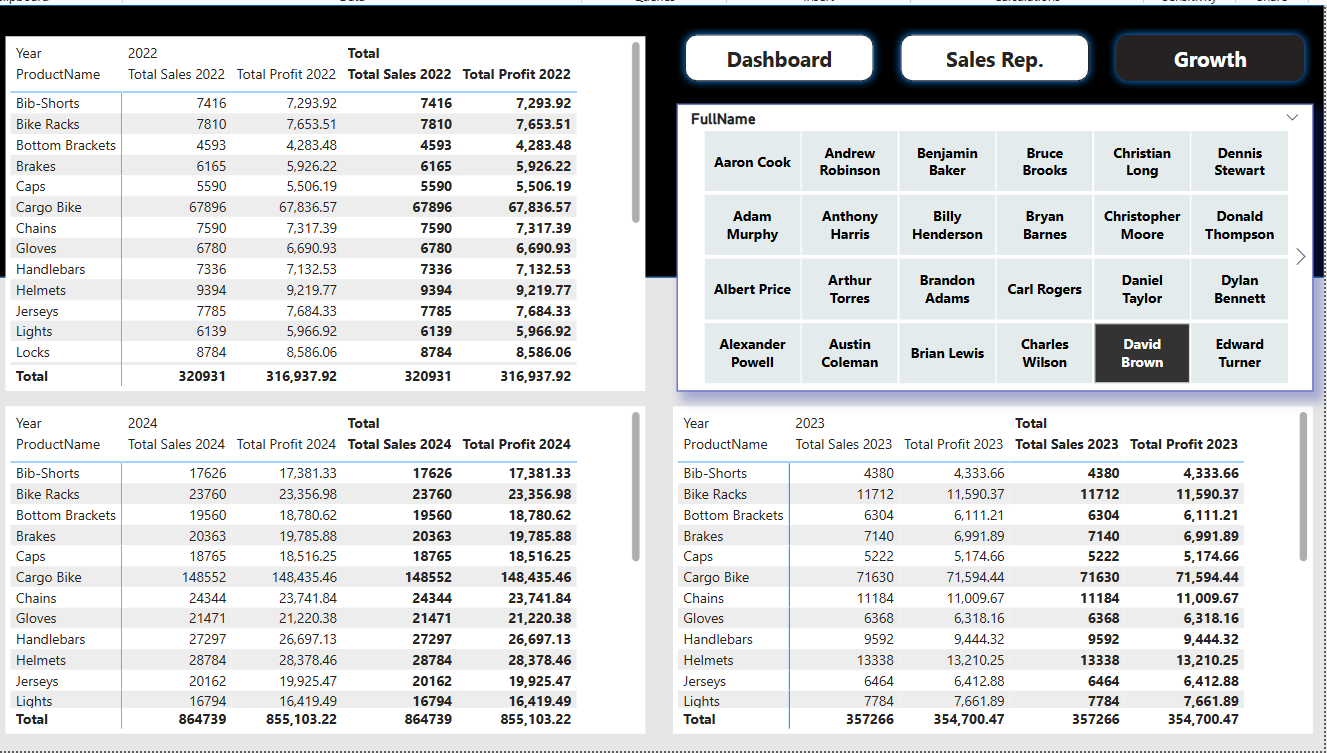 Dashboard Sales Rep. Growth
Year 2022 Total
ProductName Total Sales 2022 Total Profit 2022 Total Sales 2022 Total Profit 2022
Bib-Shorts 7416 7,293.92 7416 7,293.92
Bike Racks 7810 7,653.51 7810 7,653.51
Bottom Brackets 4593 4,283.48 4593 4,283.48
Brakes 6165 5,926.22 6165 5,926.22
Caps 5590 5,506.19 5590 5,506.19
Cargo Bike 67896 67,836.57 67896 67,836.57
Chains 7590 7,317.39 7590 7,317.39
Gloves 6780 6,690.93 6780 6,690.93
Handlebars 7336 7,132.53 7336 7,132.53
Helmets 9394 9,219.77 9394 9,219.77
Jerseys 7785 7,684.33 7785 7,684.33
Lights 6139 5,966.92 6139 5,966.92
Locks 8784 8,586.06 8784 8,586.06
Total 320931 316,937.92 320931 316,937.92
FullName
Aaron Cook
Andrew
Robinson
Benjamin
Baker
Bruce
Brooks
Christian
Long
Dennis
Stewart
Adam
Murphy
Anthony
Harris
Billy
Henderson
Bryan
Barnes
Christopher
Moore
Donald
Thompson
Albert Price
Arthur
Torres
Brandon
Adams
Carl Rogers
Daniel
Taylor
Dylan
Bennett
Alexander
Powell
Austin
Coleman
Brian Lewis
Charles
Wilson
David
Brown
Edward
Turner
Year 2024 Total
ProductName Total Sales 2024 Total Profit 2024 Total Sales 2024 Total Profit 2024
Bib-Shorts 17626 17,381.33 17626 17,381.33
Bike Racks 23760 23,356.98 23760 23,356.98
Bottom Brackets 19560 18,780.62 19560 18,780.62
Brakes 20363 19,785.88 20363 19,785.88
Caps 18765 18,516.25 18765 18,516.25
Cargo Bike 148552 148,435.46 148552 148,435.46
Chains 24344 23,741.84 24344 23,741.84
Gloves 21471 21,220.38 21471 21,220.38
Handlebars 27297 26,697.13 27297 26,697.13
Helmets 28784 28,378.46 28784 28,378.46
Jerseys 20162 19,925.47 20162 19,925.47
Lights 16794 16,419.49 16794 16,419.49
Total 864739 855,103.22 864739 855,103.22
Year 2023 Total
ProductName Total Sales 2023 Total Profit 2023 Total Sales 2023 Total Profit 2023
Bib-Shorts 4380 4,333.66 4380 4,333.66
Bike Racks 11712 11,590.37 11712 11,590.37
Bottom Brackets 6304 6,111.21 6304 6,111.21
Brakes 7140 6,991.89 7140 6,991.89
Caps 5222 5,174.66 5222 5,174.66
Cargo Bike 71630 71,594.44 71630 71,594.44
Chains 11184 11,009.67 11184 11,009.67
Gloves 6368 6,318.16 6368 6,318.16
Handlebars 9592 9,444.32 9592 9,444.32
Helmets 13338 13,210.25 13338 13,210.25
Jerseys 6464 6,412.88 6464 6,412.88
Lights 7784 7,661.89 7784 7,661.89
Total 357266 354,700.47 357266 354,700.47